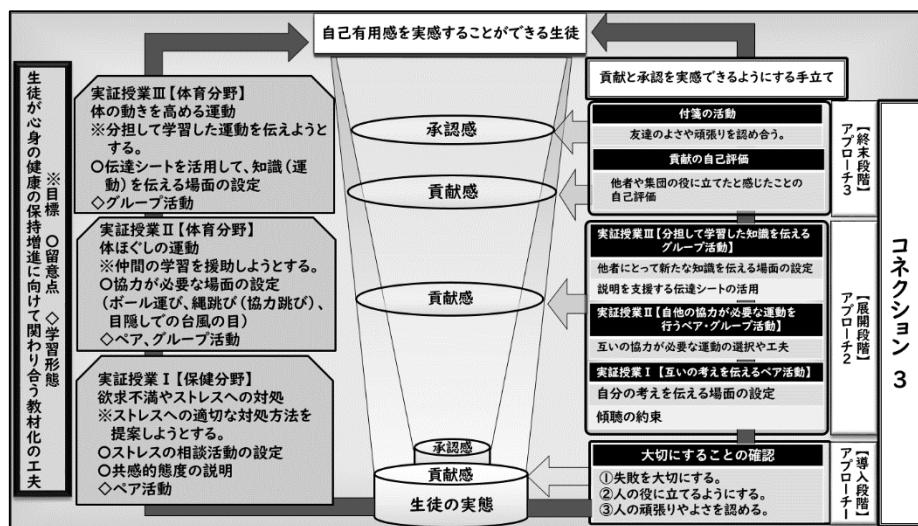 自己有用感を実感することができる生徒
生徒が心身の健康の保持増進に向けて関わり合う教材化の工夫
※目標 ○留意点 ◇学習形態
実証授業Ⅲ【体育分野】
体の動きを高める運動
※分担して学習した運動を伝えようと
する。
○伝達シートを活用して、知識(運
動)を伝える場面の設定
◇グループ活動
実証授業Ⅱ【体育分野】
体ほぐしの運動
※仲間の学習を援助しようとする。
○協力が必要な場面の設定
(ボール運び、縄跳び(協力跳び)、
目隠しでの台風の目)
◇ペア、グループ活動
実証授業Ⅰ【保健分野】
欲求不満やストレスへの対処
※ストレスへの適切な対処方法を
提案しようとする。
○ストレスの相談活動の設定
○共感的態度の説明
◇ペア活動
承認感
貢献感
貢献感
承認感
貢献感
生徒の実態
貢献と承認を実感できるようにする手立て
付箋の活動
友達のよさや頑張りを認め合う。
貢献の自己評価
他者や集団の役に立てたと感じたことの
自己評価
【終末段階】
アプローチ3
実証授業Ⅲ【分担して学習した知識を伝える
グループ活動】
他者にとって新たな知識を伝える場面の設定
説明を支援する伝達シートの活用
実証授業Ⅱ【自他の協力が必要な運動を
行うペア・グループ活動】
互いの協力が必要な運動の選択や工夫
実証授業Ⅰ【互いの考えを伝えるペア活動】
自分の考えを伝える場面の設定
傾聴の約束
【展開段階】
アプローチ2
大切にすることの確認
①失敗を大切にする。
②人の役に立てるようにする。
③人の頑張りやよさを認める。
【導入段階】
アプローチ1
コネクション 3